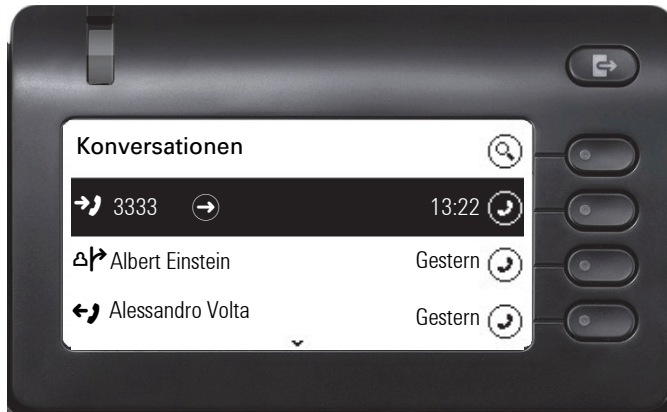 Konversationen
3333 13:22
Albert Einstein Gestern
Alessandro Volta Gestern